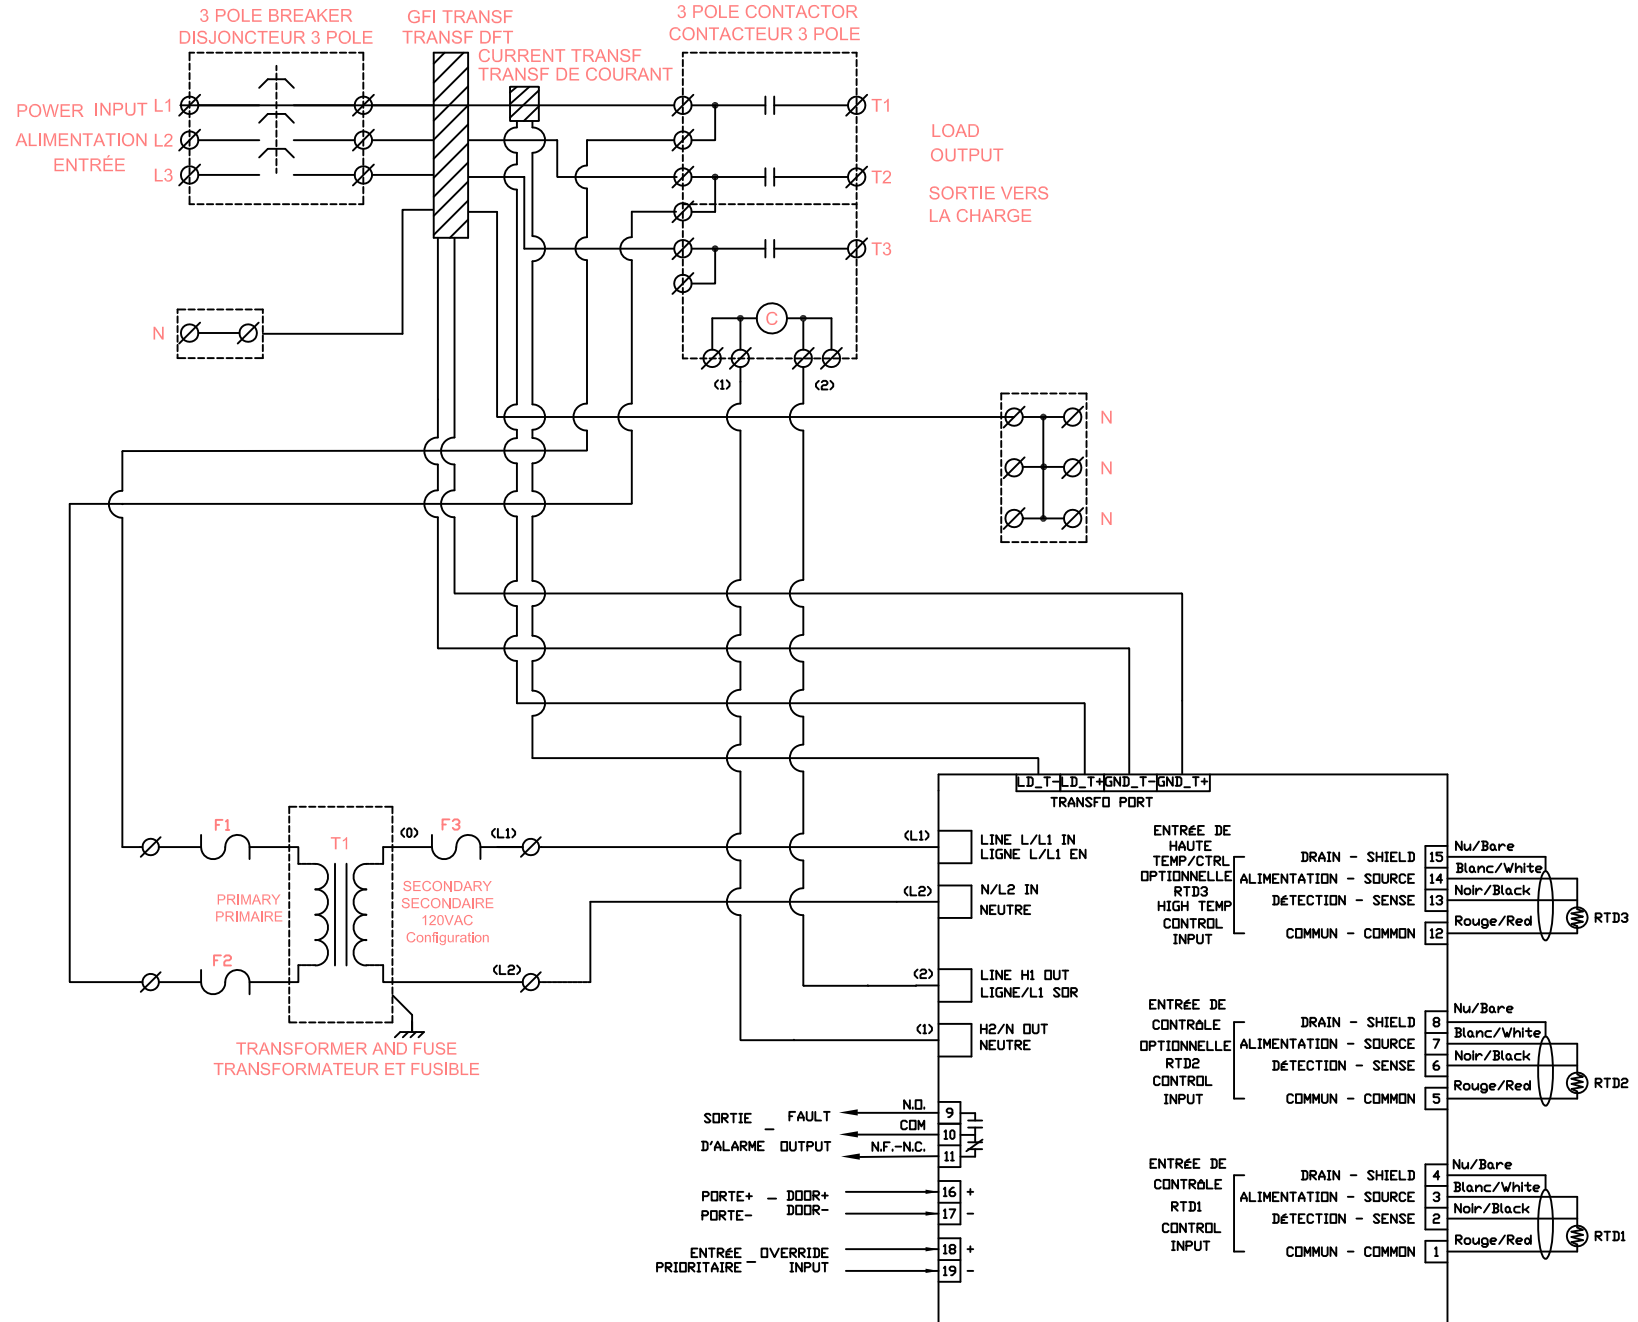 3 POLE BREAKER
DISJONCTEUR 3 POLE
GFI TRANSF
TRANSF DFT
CURRENT TRANSF
TRANSF DE COURANT
3 POLE CONTACTOR
CONTACTEUR 3 POLE
POWER INPUT L1
ALIMENTATION L2
ENTRÉE
L3
T1
T2
T3
LOAD
OUTPUT
SORTIE VERS
LA CHARGE
N
C
(1)
(2)
N
N
N
F1
F2
T1
PRIMARY
PRIMAIRE
(0)
F3
(L1)
SECONDARY
SECONDAIRE
120VAC
Configuration
(L2)
TRANSFORMER AND FUSE
TRANSFORMATEUR ET FUSIBLE
LD_T- LD_T+ GND_T- GND_T+
TRANSFO PORT
(L1)
LINE L/L1 IN
LIGNE L/L1 EN
(L2)
N/L2 IN
NEUTRE
(2)
LINE H1 OUT
LIGNE/L1 SOR
(1)
H2/N OUT
NEUTRE
SORTIE _ FAULT
D'ALARME OUTPUT
N.O. 9
COM 10
N.F.-N.C. 11
PORTE+ - DOOR+ 16 +
PORTE- DOOR- 17 -
ENTRÉE - OVERRIDE 18 +
PRIORITAIRE INPUT 19 -
ENTRÉE DE
HAUTE
TEMP/CTRL
OPTIONNELLE
RTD3
HIGH TEMP
CONTROL
INPUT
DRAIN - SHIELD 15 Nu/Bare
ALIMENTATION - SOURCE 14 Blanc/White
DÉTECTION - SENSE 13 Noir/Black
COMMUN - COMMON 12 Rouge/Red
RTD3
ENTRÉE DE
CONTRÔLE
OPTIONNELLE
RTD2
CONTROL
INPUT
DRAIN - SHIELD 8 Nu/Bare
ALIMENTATION - SOURCE 7 Blanc/White
DÉTECTION - SENSE 6 Noir/Black
COMMUN - COMMON 5 Rouge/Red
RTD2
ENTRÉE DE
CONTRÔLE
RTD1
CONTROL
INPUT
DRAIN - SHIELD 4 Nu/Bare
ALIMENTATION - SOURCE 3 Blanc/White
DÉTECTION - SENSE 2 Noir/Black
COMMUN - COMMON 1 Rouge/Red
RTD1